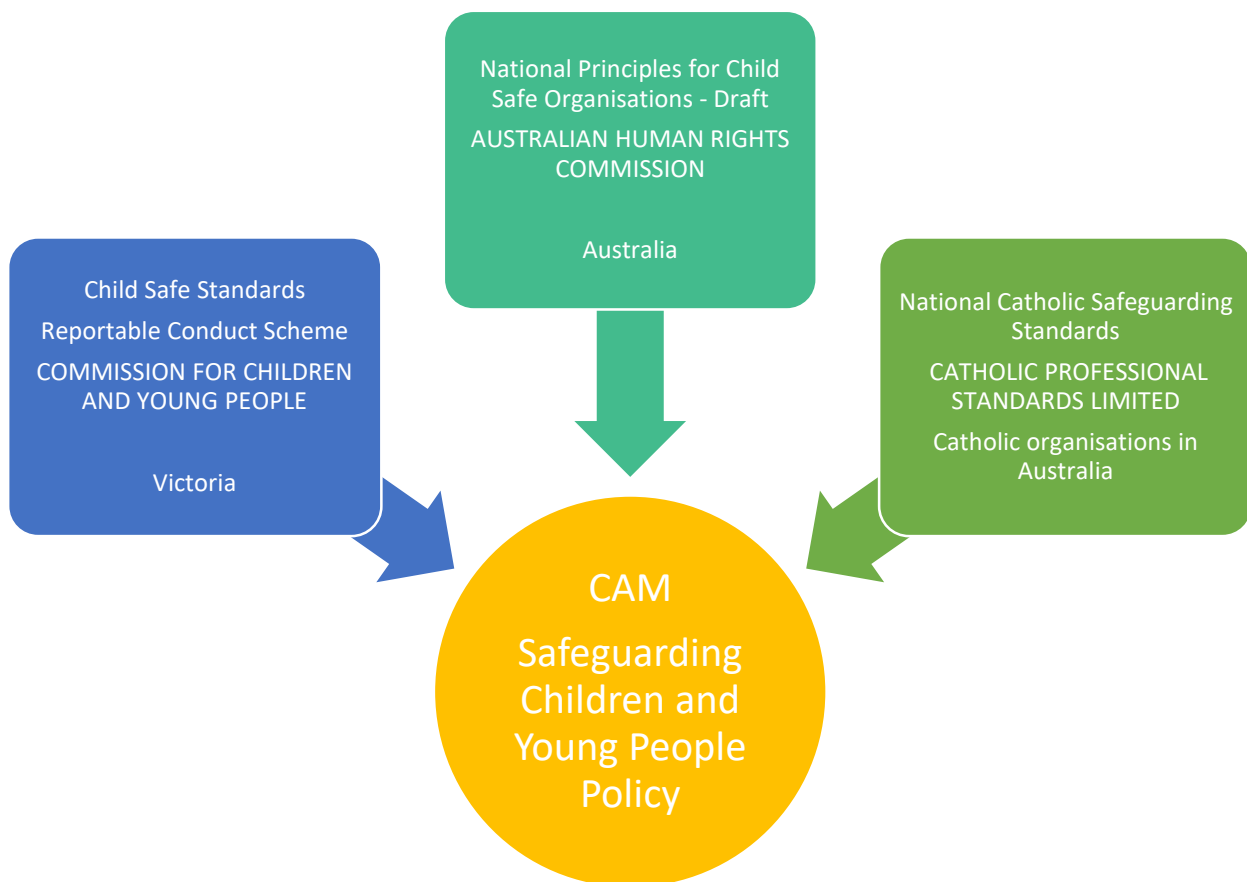 National Principles for Child
Safe Organisations - Draft
AUSTRALIAN HUMAN RIGHTS
COMMISSION
Australia
Child Safe Standards
Reportable Conduct Scheme
COMMISSION FOR CHILDREN
AND YOUNG PEOPLE
Victoria
National Catholic Safeguarding
Standards
CATHOLIC PROFESSIONAL
STANDARDS LIMITED
Catholic organisations in
Australia
CAM
Safeguarding
Children and
Young People
Policy